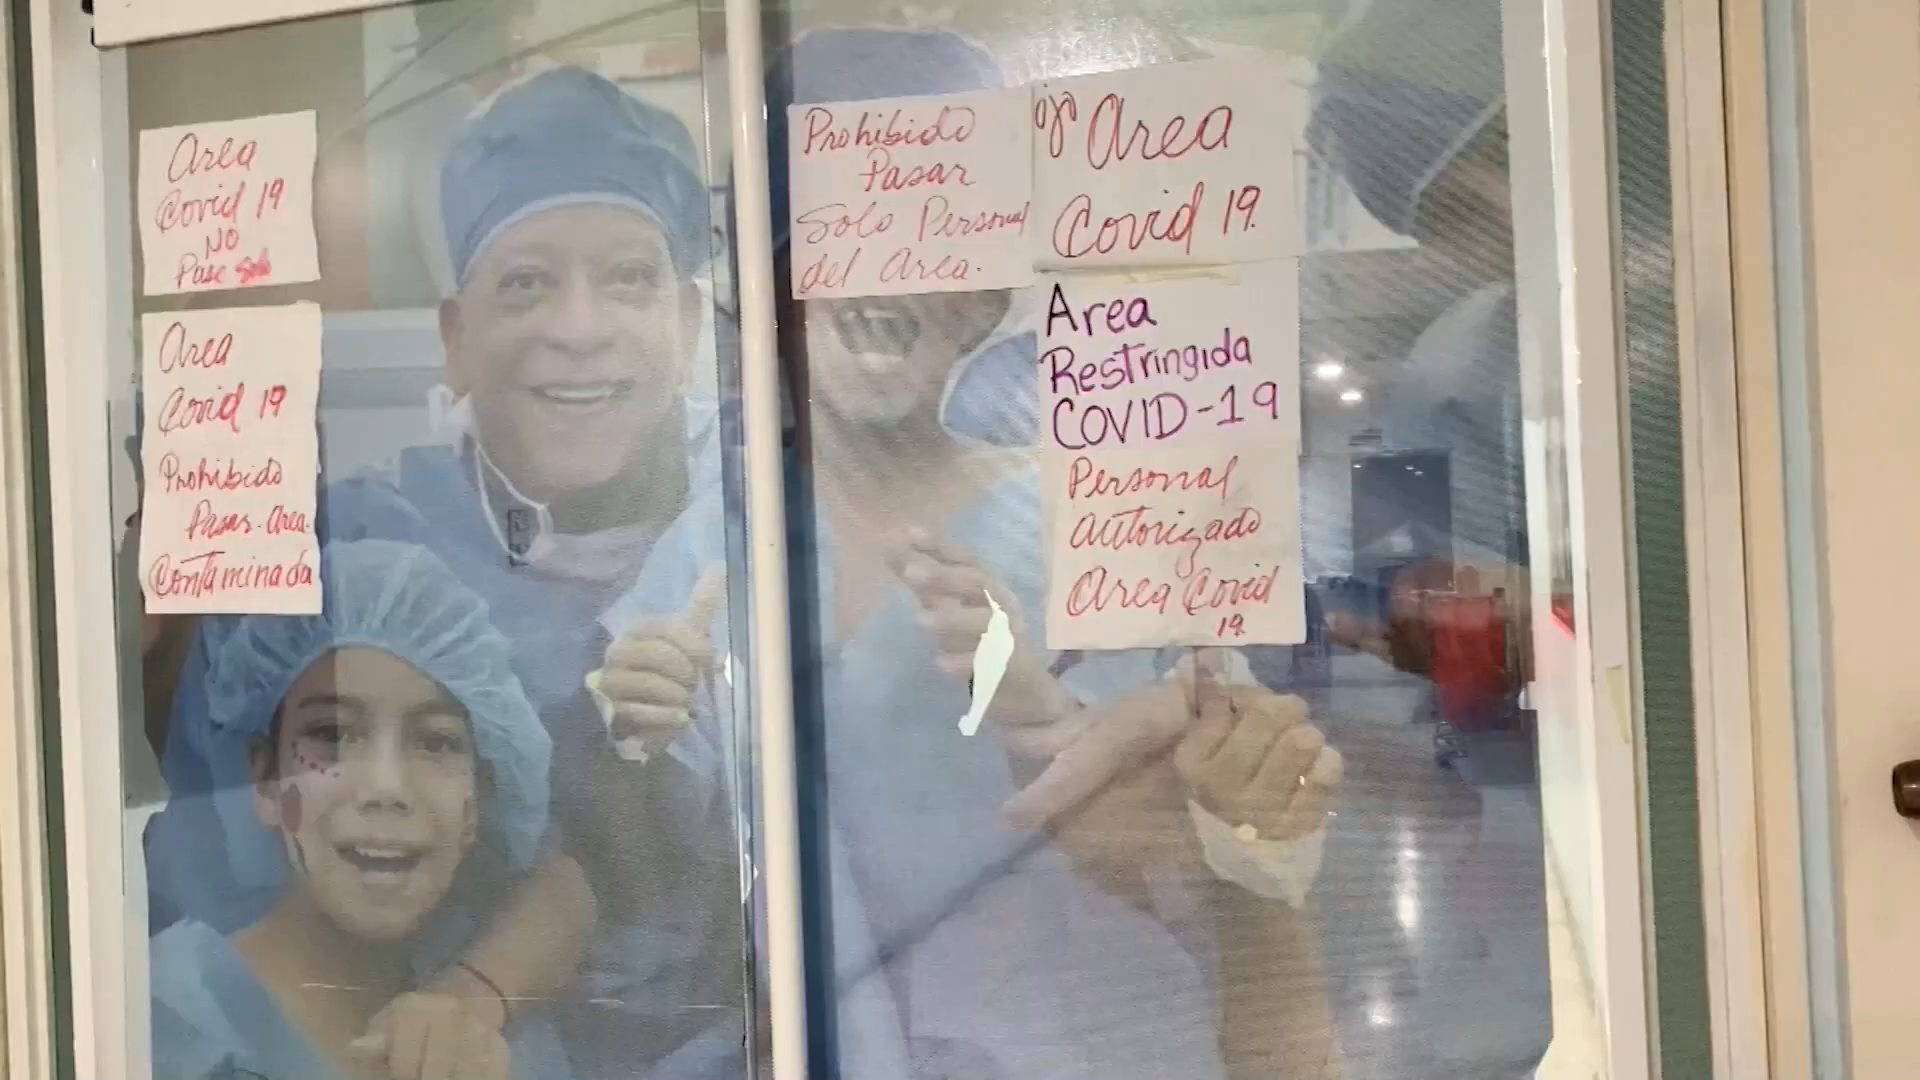 Area
Covid 19
NO
Pase solo
Area
Covid 19
Prohibido
Pasar. Area.
Contaminada
Prohibido
Pasar
Solo Personal
del Area.
ojo Area
Covid 19.
Area
Restringida
COVID-19
Personal
autorizado
Area Covid
19.